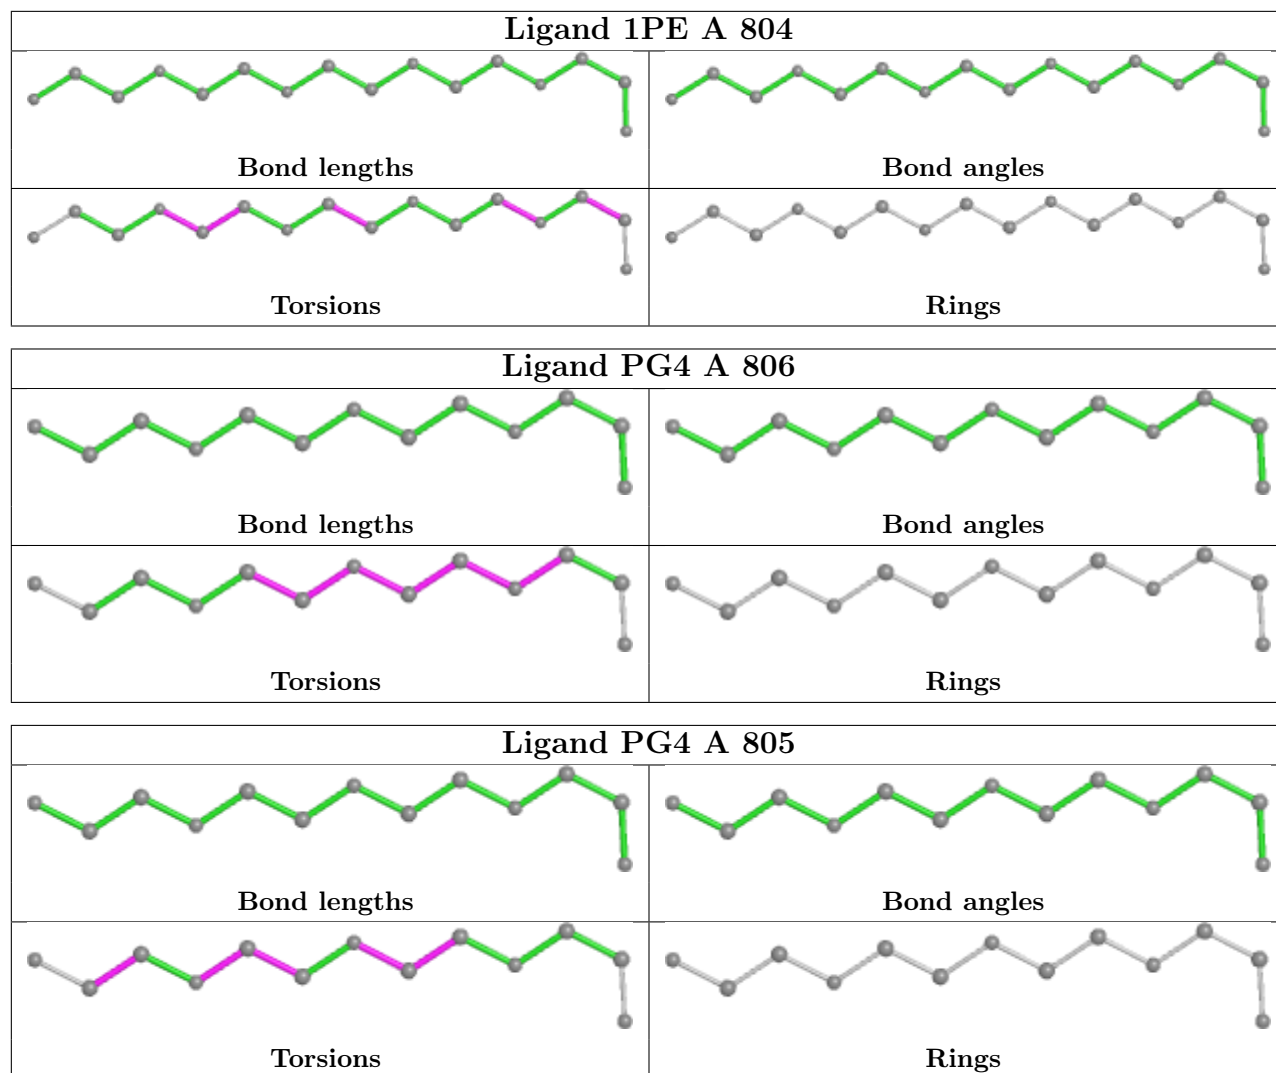 Ligand 1PE A 804
Bond lengths
Bond angles
Torsions
Rings
Ligand PG4 A 806
Bond lengths
Bond angles
Torsions
Rings
Ligand PG4 A 805
Bond lengths
Bond angles
Torsions
Rings